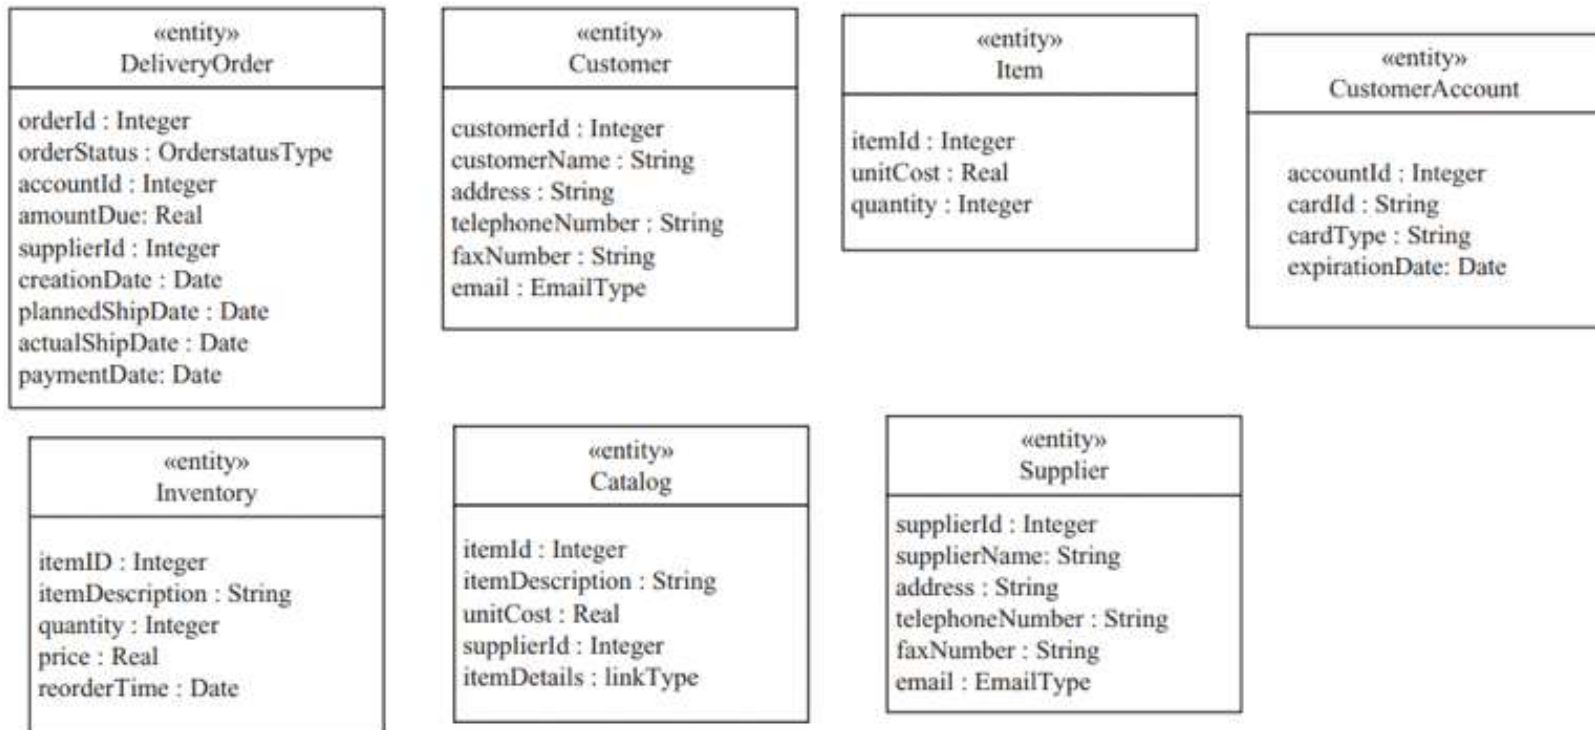 «entity»
DeliveryOrder
orderId : Integer
orderStatus : OrderstatusType
accountId : Integer
amountDue: Real
supplierId : Integer
creationDate : Date
plannedShipDate : Date
actualShipDate : Date
paymentDate: Date
«entity»
Customer
customerId : Integer
customerName : String
address : String
telephoneNumber : String
faxNumber : String
email : EmailType
«entity»
Item
itemId : Integer
unitCost : Real
quantity : Integer
«entity»
CustomerAccount
accountId : Integer
cardId : String
cardType : String
expirationDate: Date
«entity»
Inventory
itemID : Integer
itemDescription : String
quantity : Integer
price : Real
reorderTime : Date
«entity»
Catalog
itemId : Integer
itemDescription : String
unitCost : Real
supplierId : Integer
itemDetails : linkType
«entity»
Supplier
supplierId : Integer
supplierName: String
address : String
telephoneNumber : String
faxNumber : String
email : EmailType